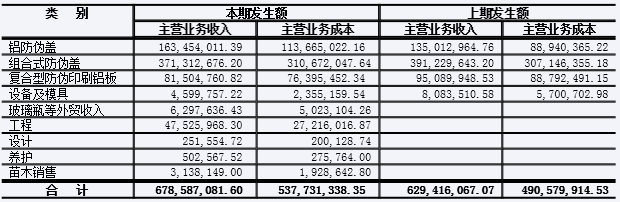 类 别 本期发生额 上期发生额
主营业务收入 主营业务成本 主营业务收入 主营业务成本
铝防伪盖 163,454,011.39 113,665,022.16 135,012,964.76 88,940,365.22
组合式防伪盖 371,312,676.20 310,672,047.64 391,229,643.20 307,146,355.18
复合型防伪印刷铝板 81,504,760.82 76,395,452.34 95,089,948.53 88,792,491.15
设备及模具 4,599,757.22 2,355,159.54 8,083,510.58 5,700,702.98
玻璃瓶等外贸收入 6,297,636.43 5,023,104.26
工程 47,525,968.30 27,216,016.87
设计 251,554.72 200,128.74
养护 502,567.52 275,764.00
苗木销售 3,138,149.00 1,928,642.80
合 计 678,587,081.60 537,731,338.35 629,416,067.07 490,579,914.53